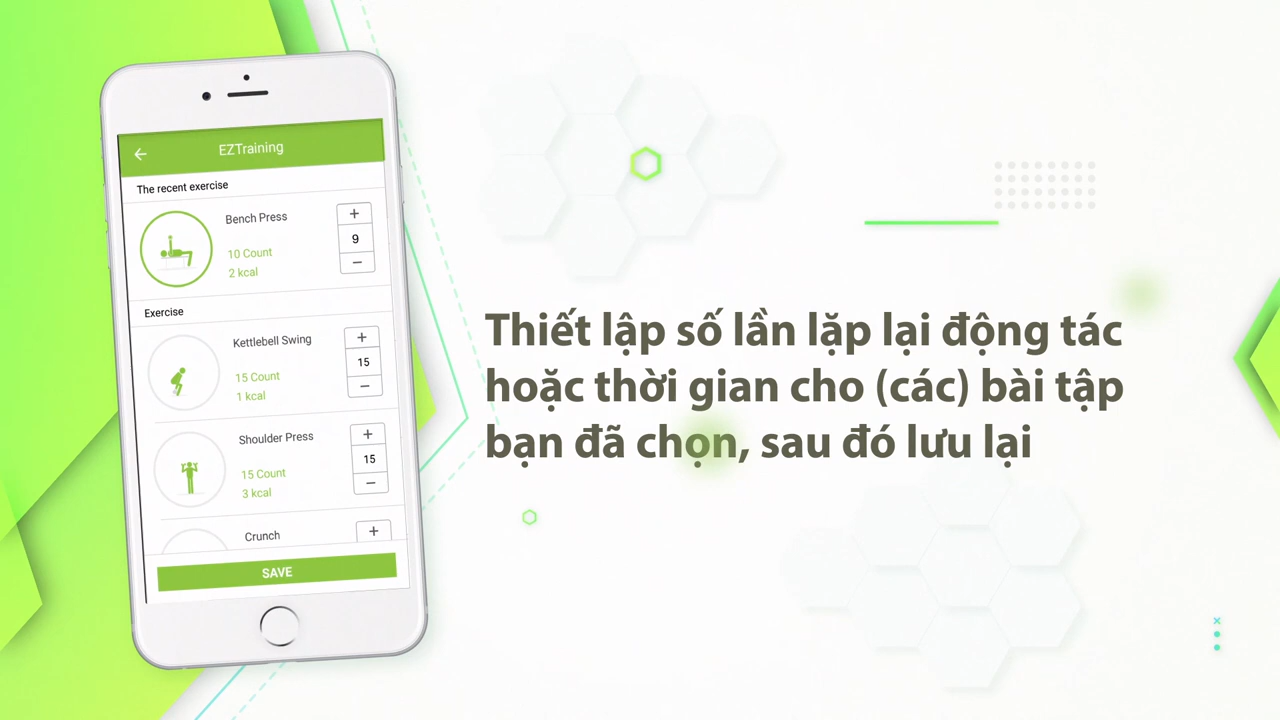 EZTraining
The recent exercise
Bench Press
10 Count
2 kcal
+
9
−
Exercise
Kettlebell Swing
15 Count
1 kcal
+
15
−
Shoulder Press
15 Count
3 kcal
+
15
−
Crunch
+
SAVE
Thiết lập số lần lặp lại động tác
hoặc thời gian cho (các) bài tập
bạn đã chọn, sau đó lưu lại